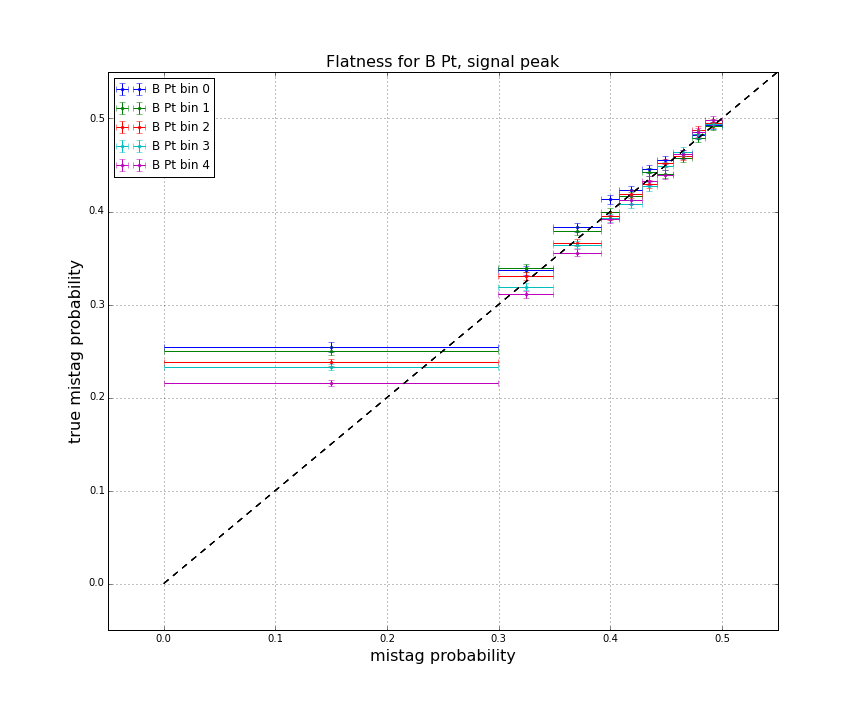 Flatness for B Pt, signal peak
B Pt bin 0
B Pt bin 1
B Pt bin 2
B Pt bin 3
B Pt bin 4
true mistag probability
0.5
0.4
0.3
0.2
0.1
0.0
0.0 0.1 0.2 0.3 0.4 0.5
mistag probability